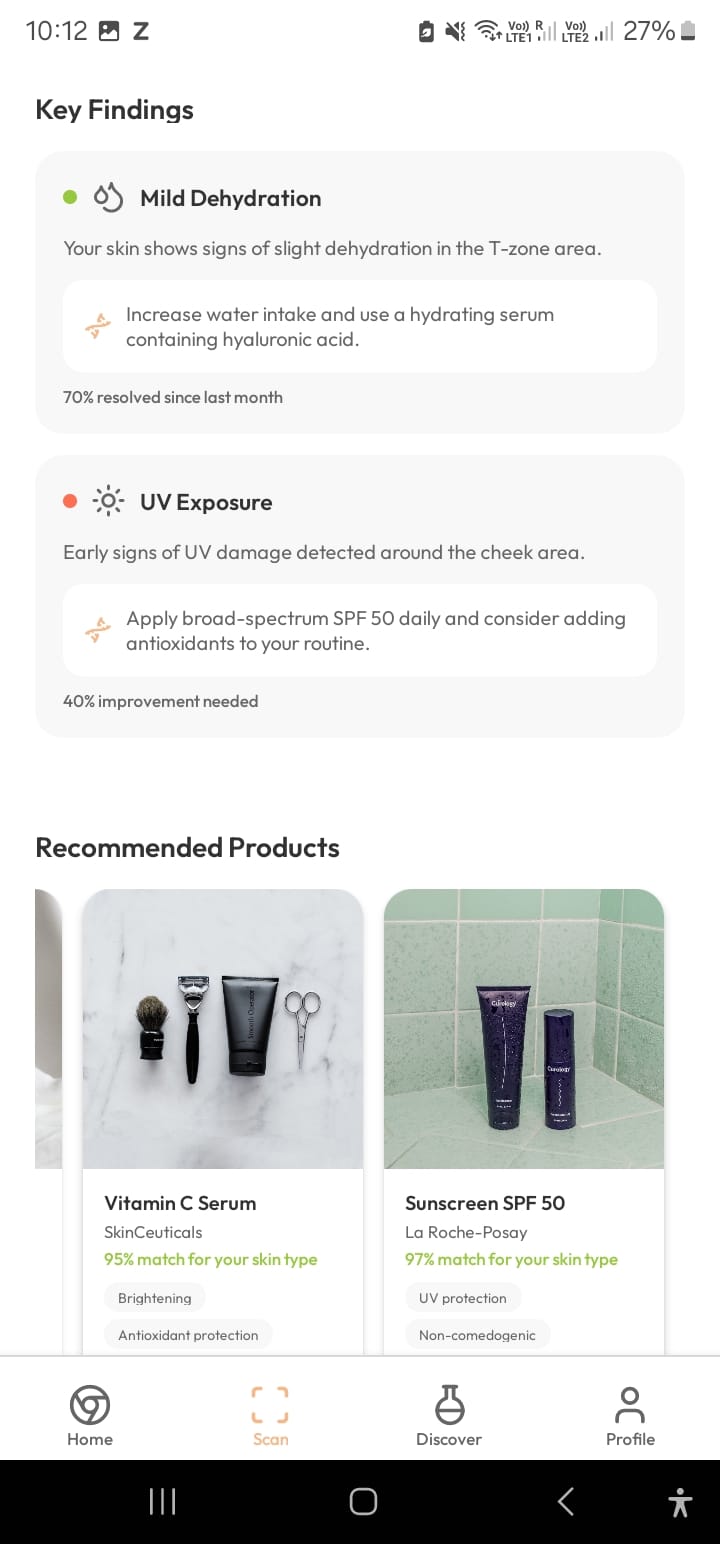 10:12 Z Vo)) R LTE1 Vo)) LTE2 27%
Key Findings
Mild Dehydration
Your skin shows signs of slight dehydration in the T-zone area.
Increase water intake and use a hydrating serum
containing hyaluronic acid.
70% resolved since last month
UV Exposure
Early signs of UV damage detected around the cheek area.
Apply broad-spectrum SPF 50 daily and consider adding
antioxidants to your routine.
40% improvement needed
Recommended Products
Smooth Operator
Curology
Curology
Vitamin C Serum
SkinCeuticals
95% match for your skin type
Brightening
Antioxidant protection
Sunscreen SPF 50
La Roche-Posay
97% match for your skin type
UV protection
Non-comedogenic
Home
Scan
Discover
Profile